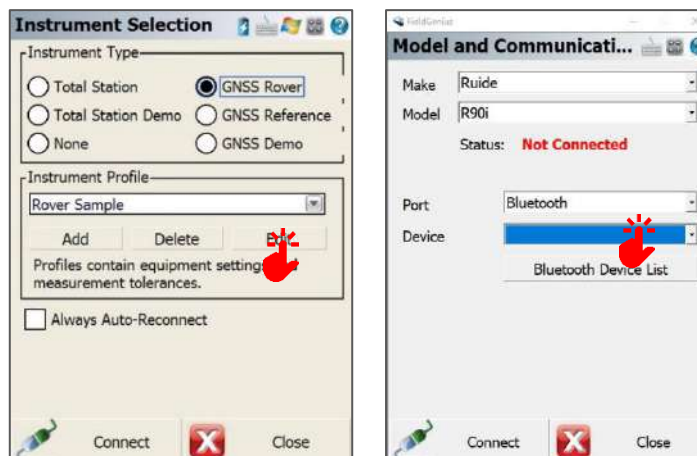 Instrument Selection
Instrument Type
Total Station
GNSS Rover
Total Station Demo
GNSS Reference
None
GNSS Demo
Instrument Profile
Rover Sample
Add
Delete
Profiles contain equipment settings
measurement tolerances.
Always Auto-Reconnect
Connect
Close
FieldGenius
Model and Communicati...
Make
Ruide
Model
R90i
Status: Not Connected
Port
Bluetooth
Device
Bluetooth Device List
Connect
Close